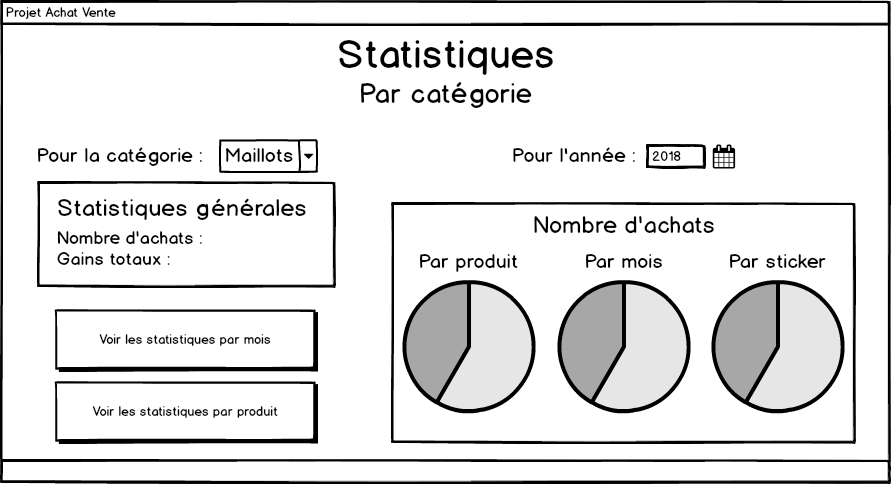 Projet Achat Vente
Statistiques
Par catégorie
Pour la catégorie :
Maillots
Pour l'année :
2018
Statistiques générales
Nombre d'achats :
Gains totaux :
Voir les statistiques par mois
Voir les statistiques par produit
Nombre d'achats
Par produit
Par mois
Par sticker